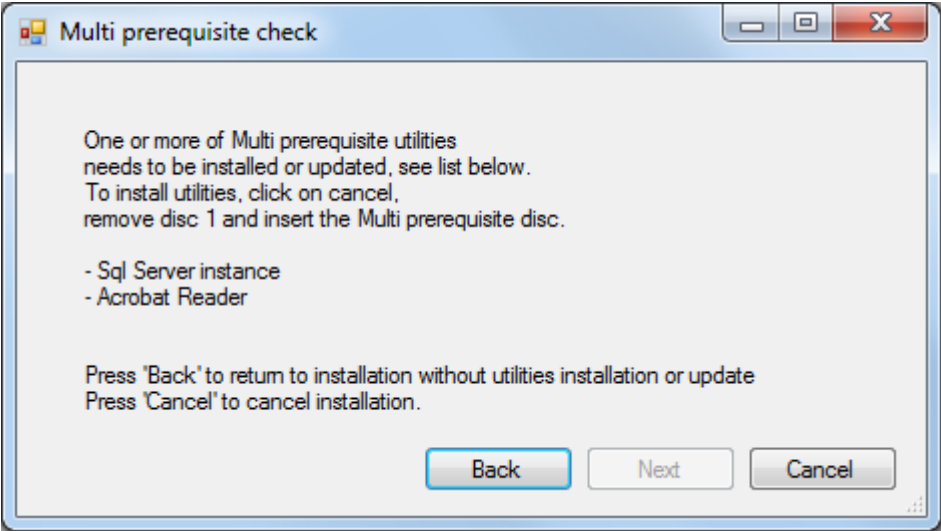 Multi prerequisite check
One or more of Multi prerequisite utilities
needs to be installed or updated, see list below.
To install utilities, click on cancel,
remove disc 1 and insert the Multi prerequisite disc.
- Sql Server instance
- Acrobat Reader
Press 'Back' to return to installation without utilities installation or update
Press 'Cancel' to cancel installation.
Back
Next
Cancel